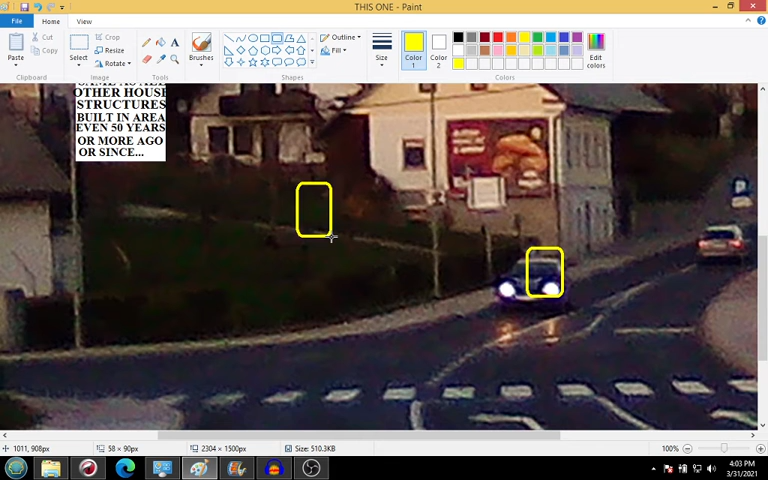 THIS ONE - Paint
File
Home
View
Paste
Cut
Copy
Clipboard
Select
Crop
Resize
Rotate
Image
Tools
Brushes
Shapes
Outline
Fill
Size
Color 1
Color 2
Edit colors
Colors
OTHER HOUSE
STRUCTURES
BUILT IN AREA
EVEN 50 YEARS
OR MORE AGO
OR SINCE...
P
1011, 908px
58 × 90px
2304 × 1500px
Size: 510.3KB
100%
4:03 PM
3/31/2021